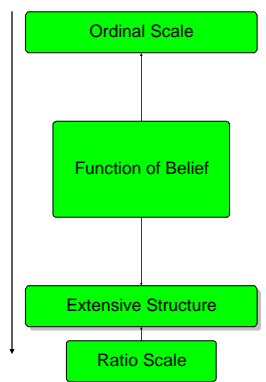 Ordinal Scale
Function of Belief
Extensive Structure
Ratio Scale